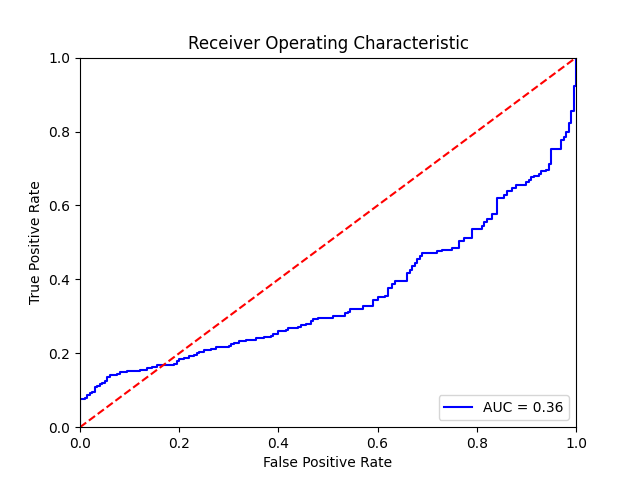 Receiver Operating Characteristic
1.0
0.8
0.6
0.4
0.2
0.0
True Positive Rate
AUC = 0.36
0.0 0.2 0.4 0.6 0.8 1.0
False Positive Rate